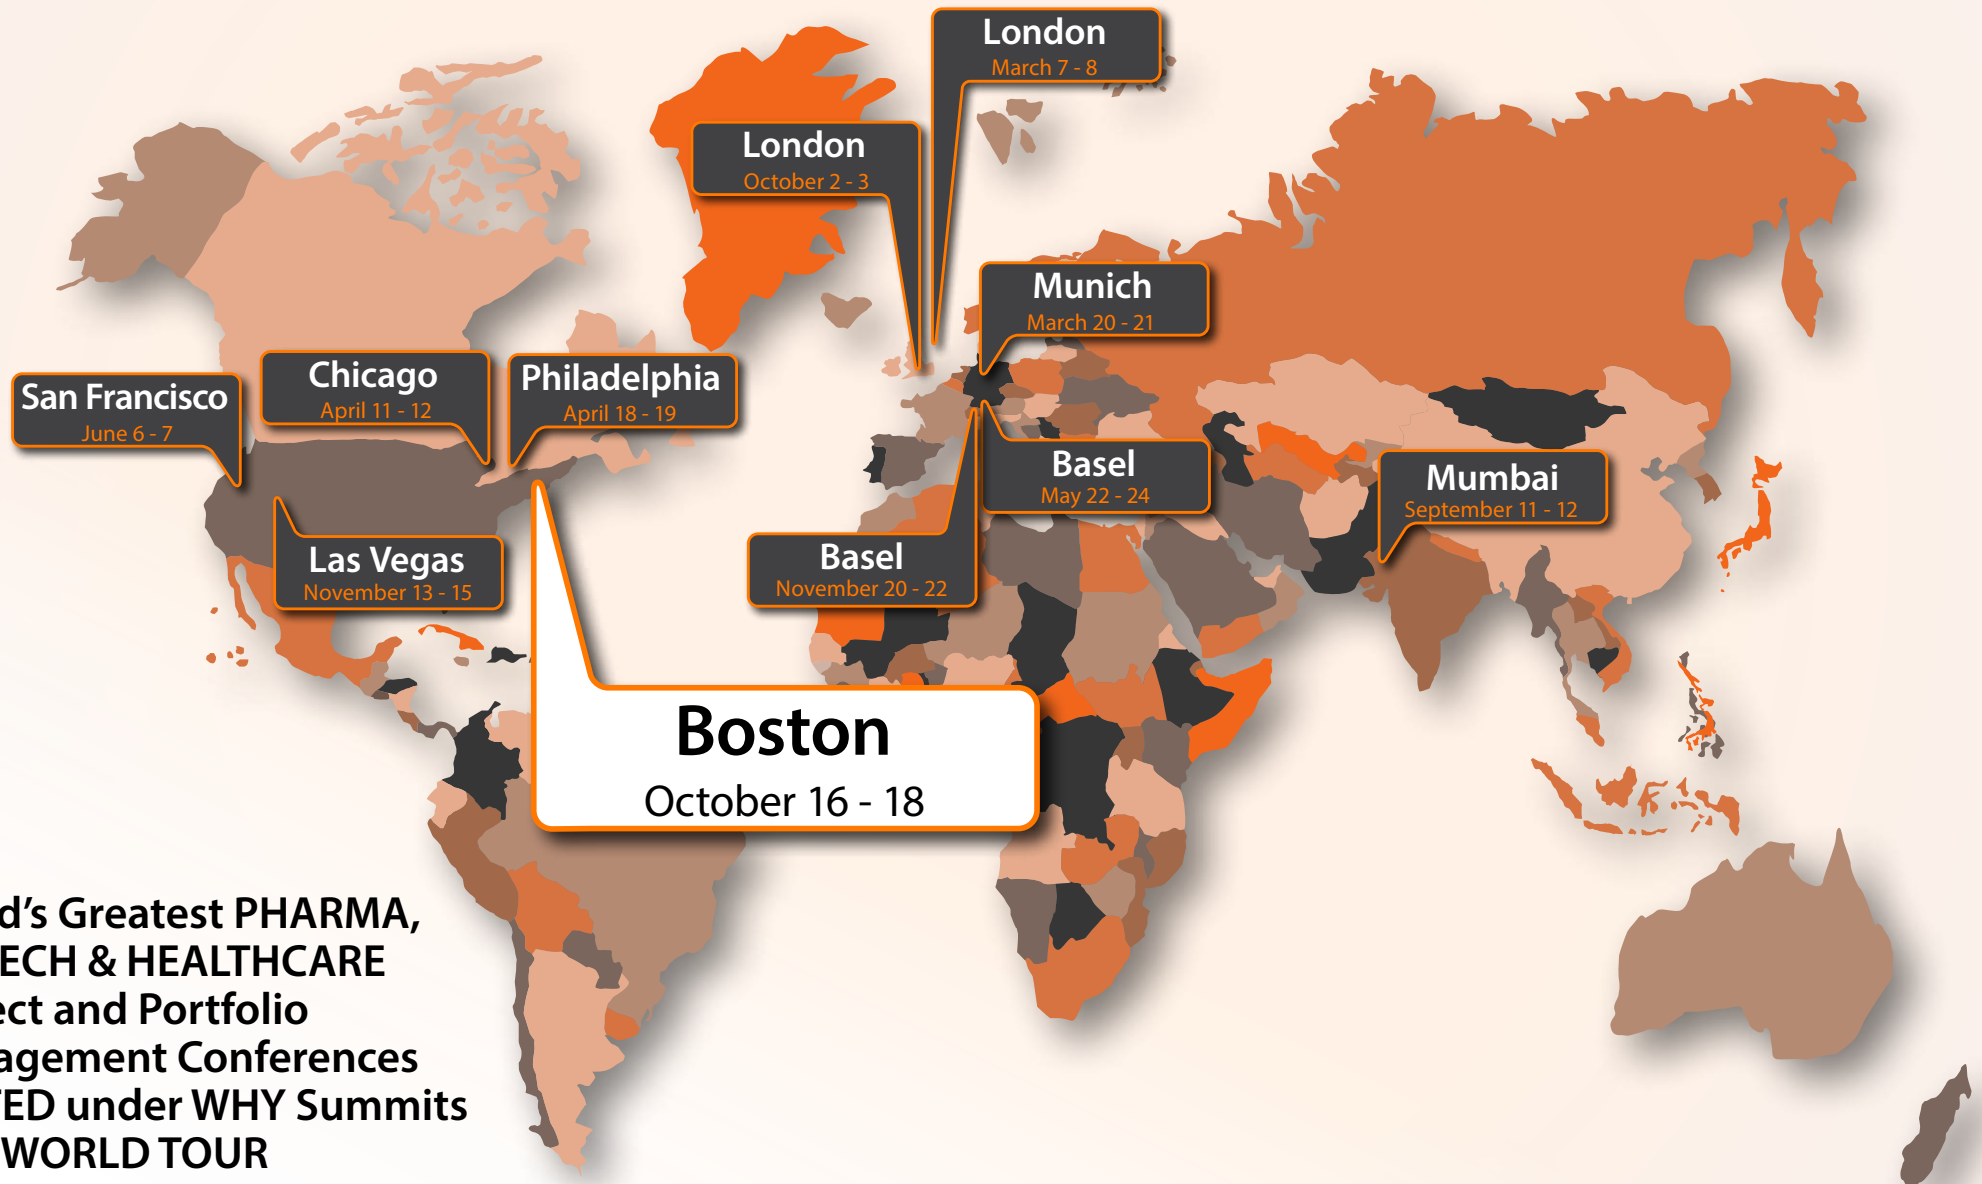 London
March 7 - 8
London
October 2 - 3
Munich
March 20 - 21
San Francisco
June 6 - 7
Chicago
April 11 - 12
Philadelphia
April 18 - 19
Basel
May 22 - 24
Mumbai
September 11 - 12
Las Vegas
November 13 - 15
Basel
November 20 - 22
Boston
October 16 - 18
d's Greatest PHARMA,
ECH & HEALTHCARE
ect and Portfolio
agement Conferences
TED under WHY Summits
WORLD TOUR